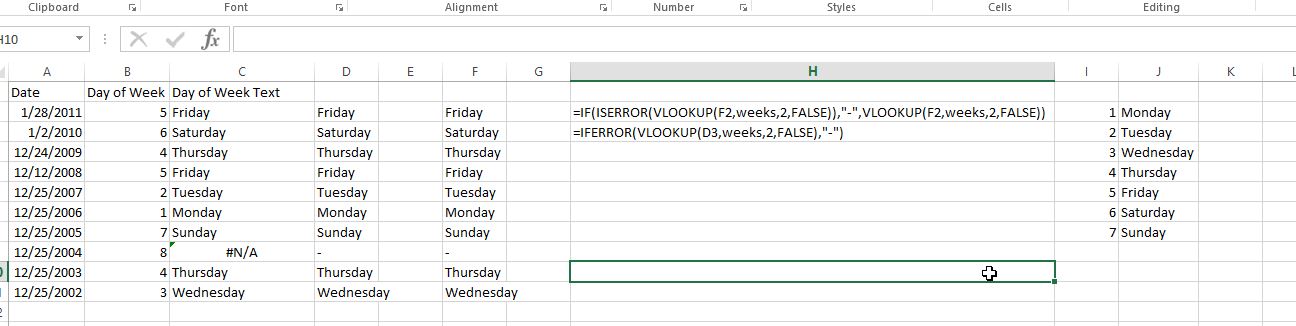 Clipboard Font Alignment Number Styles Cells Editing
H10 fx
A B C D E F G H I J K L
Date Day of Week Day of Week Text
1/28/2011 5 Friday Friday Friday =IF(ISERROR(VLOOKUP(F2,weeks,2,FALSE)),"-",VLOOKUP(F2,weeks,2,FALSE)) 1 Monday
1/2/2010 6 Saturday Saturday Saturday =IFERROR(VLOOKUP(D3,weeks,2,FALSE),"-") 2 Tuesday
12/24/2009 4 Thursday Thursday Thursday 3 Wednesday
12/12/2008 5 Friday Friday Friday 4 Thursday
12/25/2007 2 Tuesday Tuesday Tuesday 5 Friday
12/25/2006 1 Monday Monday Monday 6 Saturday
12/25/2005 7 Sunday Sunday Sunday 7 Sunday
12/25/2004 8 #N/A - -
0 12/25/2003 4 Thursday Thursday Thursday
1 12/25/2002 3 Wednesday Wednesday Wednesday
2